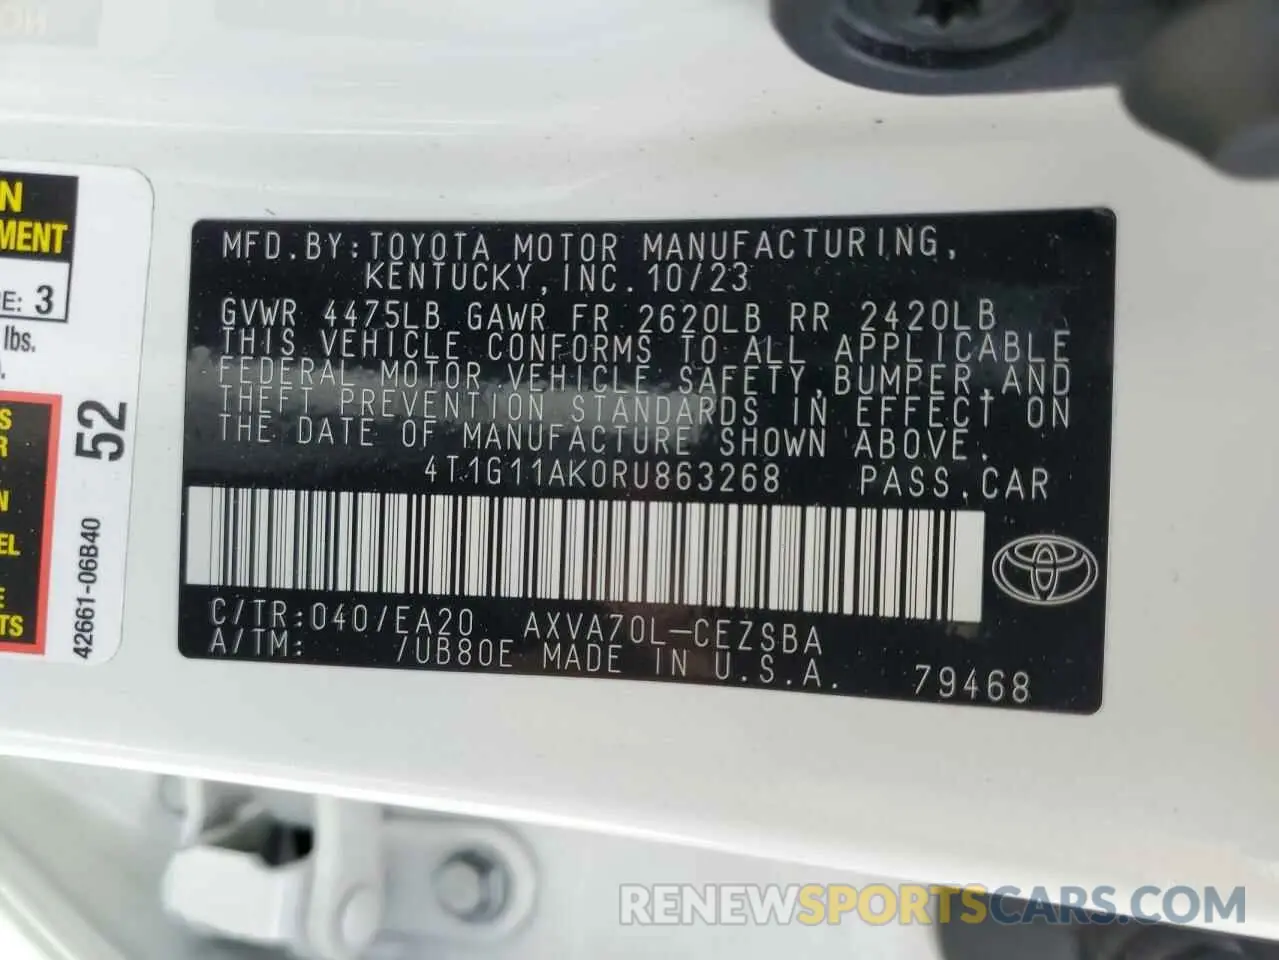 MFD.BY:TOYOTA MOTOR MANUFACTURING,
KENTUCKY,INC.10/23
GVWR 4475LB GAWR FR 2620LB RR 2420LB
THIS VEHICLE CONFORMS TO ALL APPLICABLE
FEDERAL MOTOR VEHICLE SAFETY,BUMPER,AND
THEFT PREVENTION STANDARDS IN EFFECT ON
THE DATE OF MANUFACTURE SHOWN ABOVE.
4T1G11AK0RU863268 PASS.CAR
C/TR:040/EA20 AXVA70L-CEZSBA
A/TM: /UB80E MADE IN U.S.A.
79468
MENT
E: 3
lbs.
52
42661-06B40
RENEWSPORTSCARS.COM